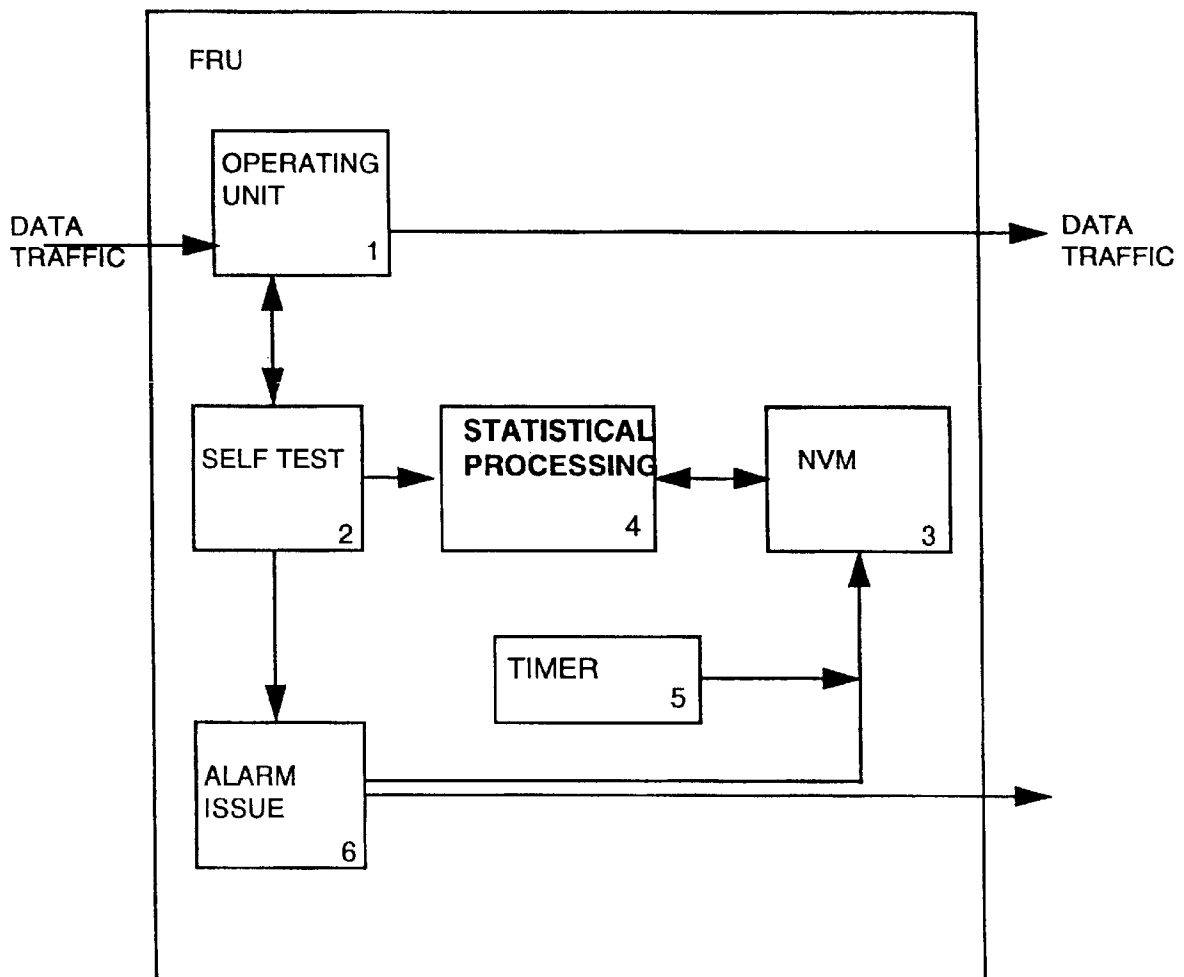 FRU
OPERATING
UNIT
1
DATA
TRAFFIC
DATA
TRAFFIC
SELF TEST
2
STATISTICAL
PROCESSING
4
NVM
3
TIMER
5
ALARM
ISSUE
6